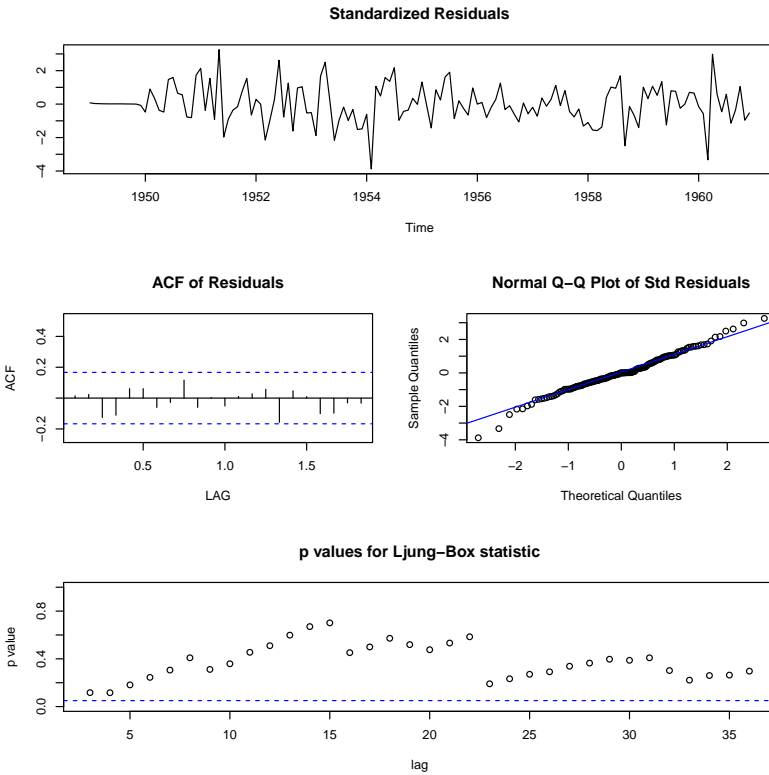 Standardized Residuals
2
0
−2
−4
1950 1952 1954 1956 1958 1960
Time
ACF of Residuals
ACF
0.4
0.2
−0.2
0.5 1.0 1.5
LAG
Normal Q−Q Plot of Std Residuals
Sample Quantiles
2
0
−2
−4
−2 −1 0 1 2
Theoretical Quantiles
p values for Ljung−Box statistic
p value
0.8
0.4
0.0
5 10 15 20 25 30 35
lag